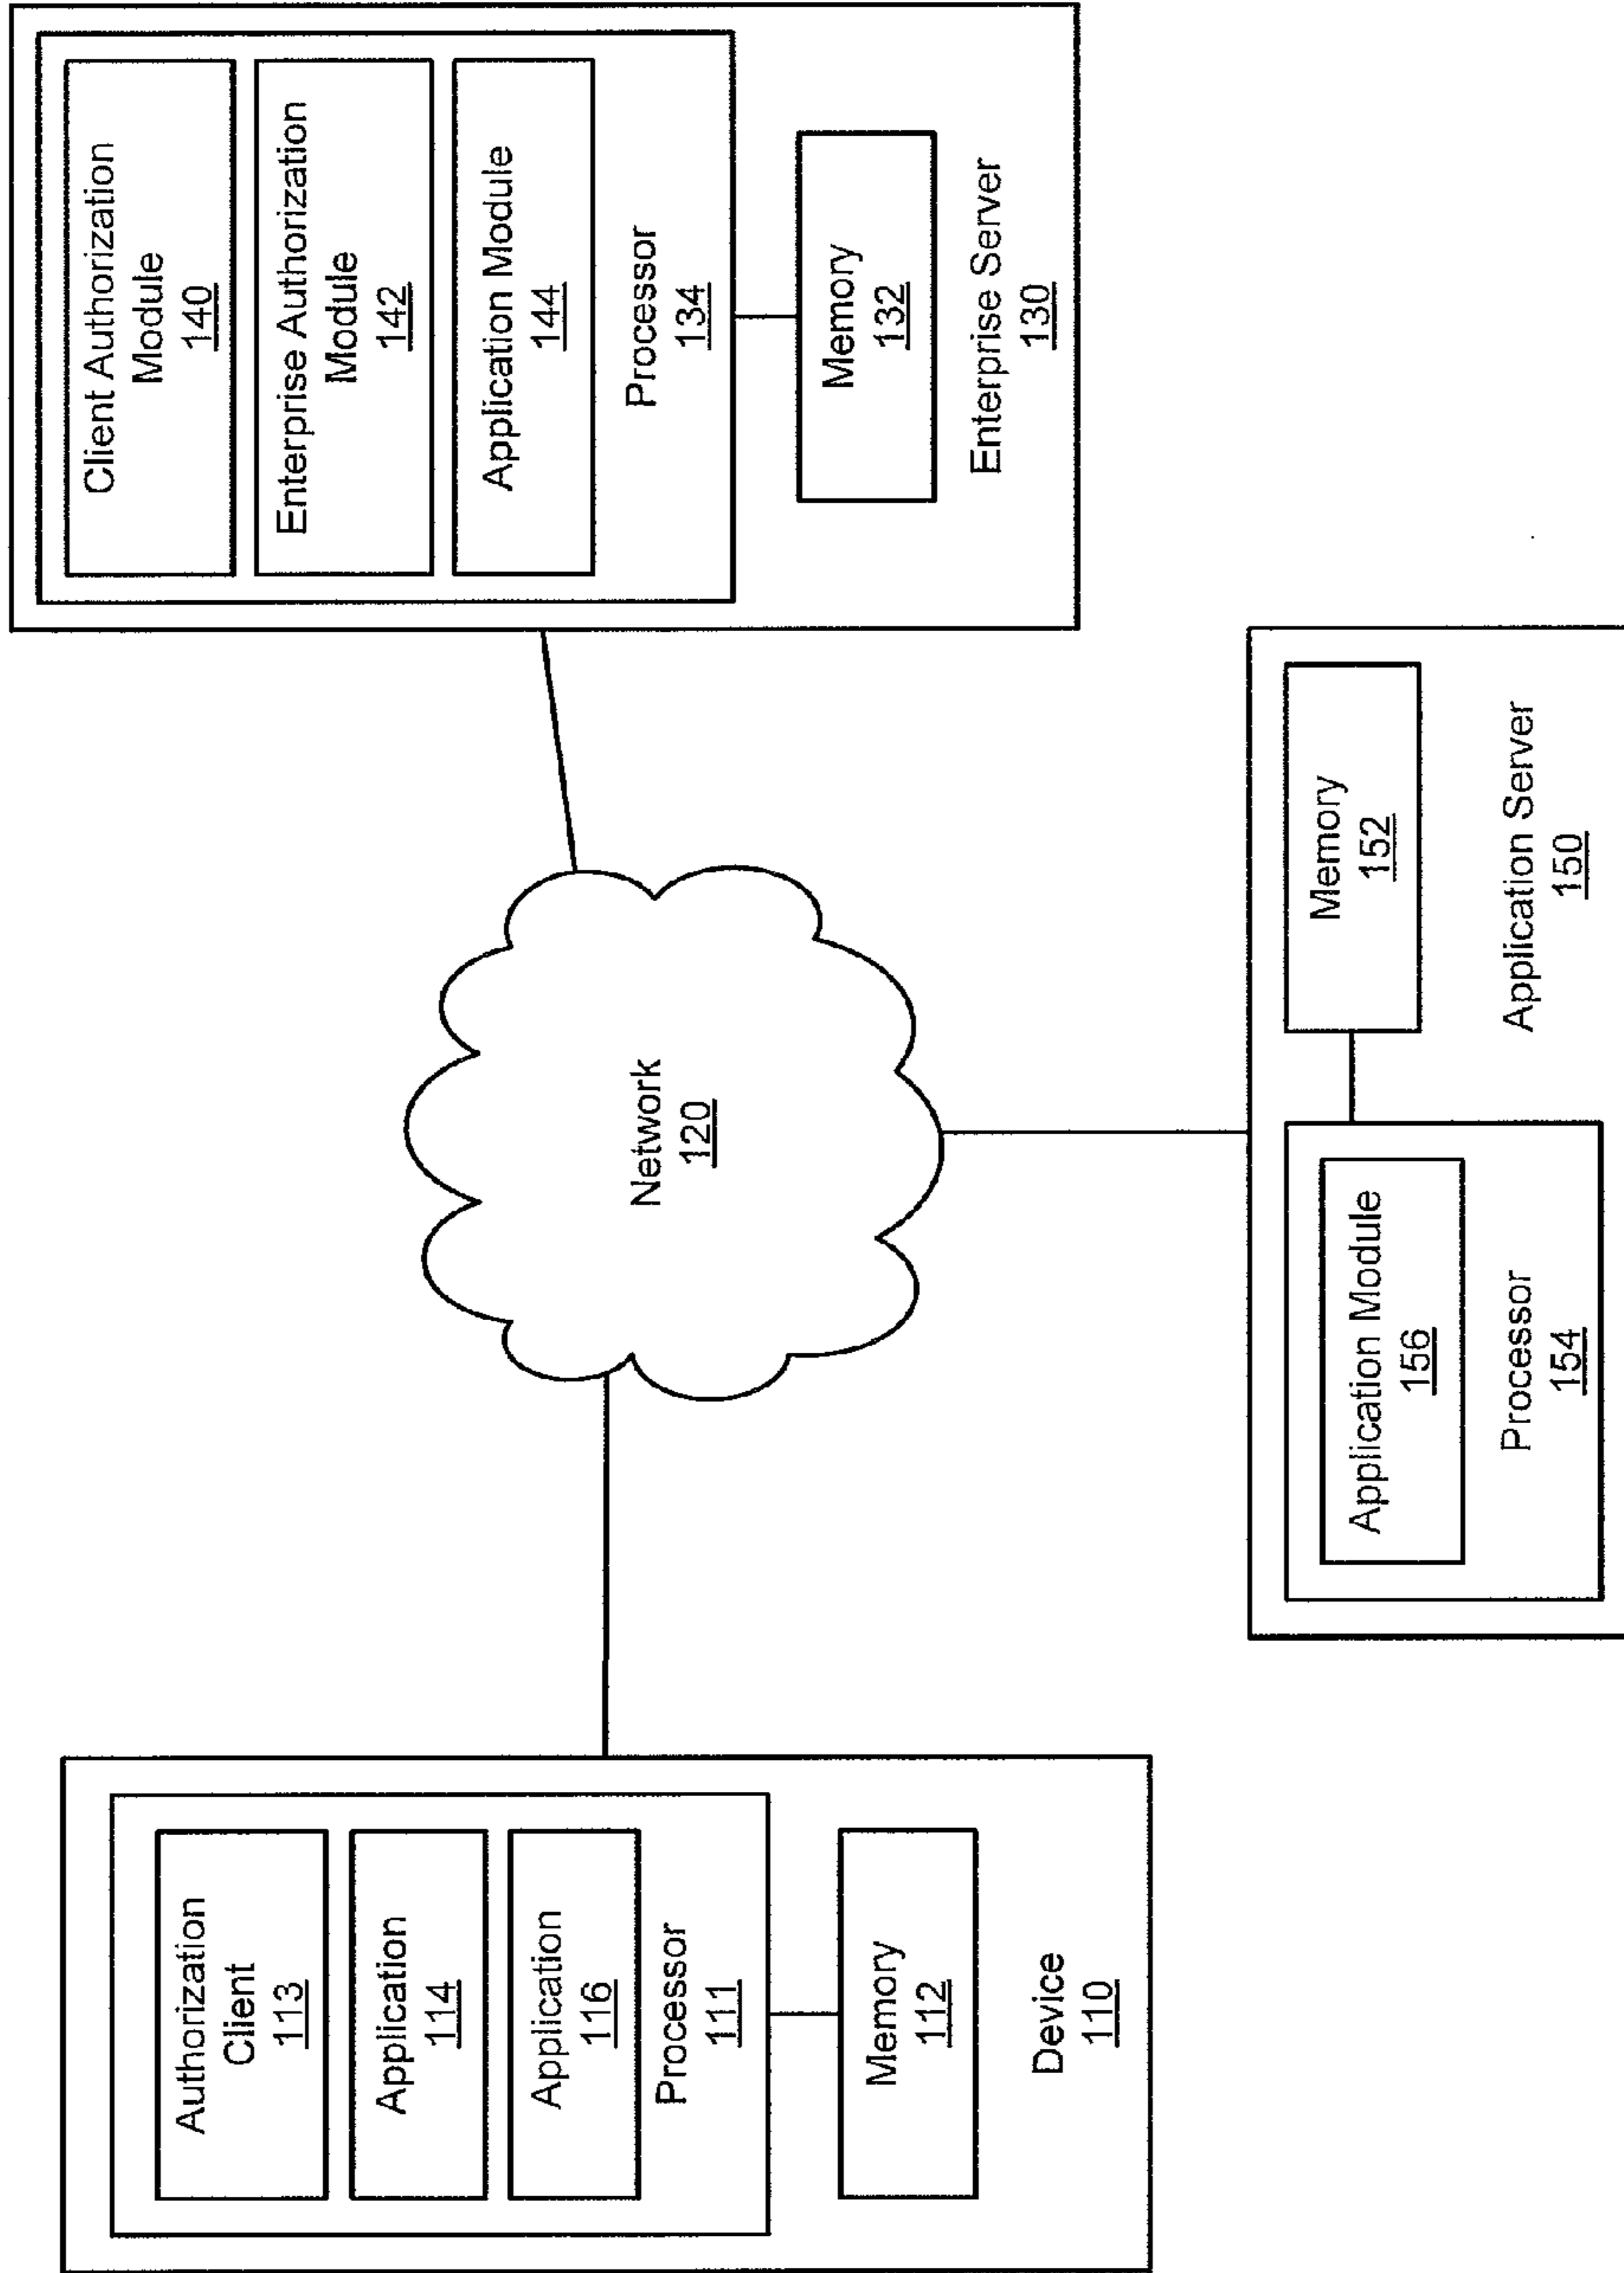 Authorization
Client
113
Application
114
Application
116
Processor
111
Memory
112
Device
110
Network
120
Client Authorization
Module
140
Enterprise Authorization
Module
142
Application Module
144
Processor
134
Memory
132
Enterprise Server
130
Application Module
156
Processor
154
Memory
152
Application Server
150